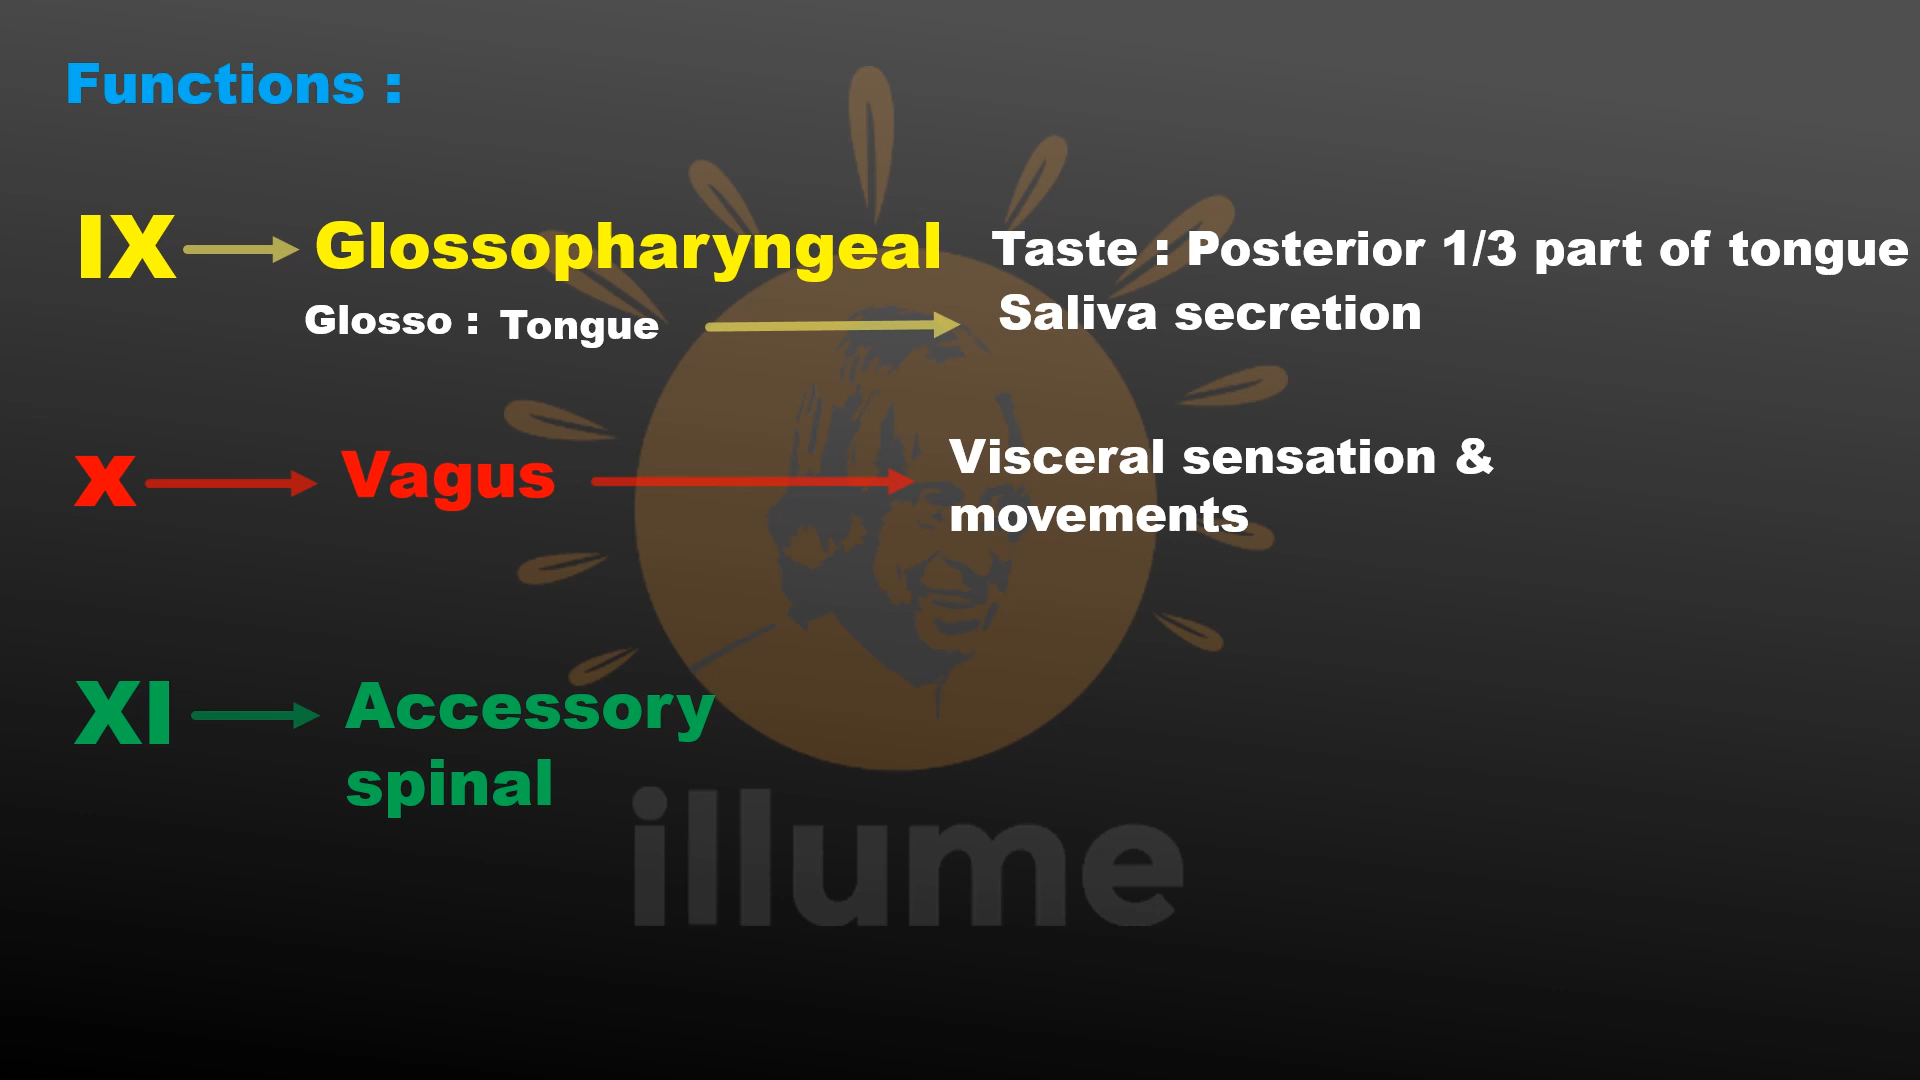 Functions :
IX Glossopharyngeal Taste : Posterior 1/3 part of tongue
Glosso : Tongue Saliva secretion
X Vagus Visceral sensation &
movements
XI Accessory
spinal
illume